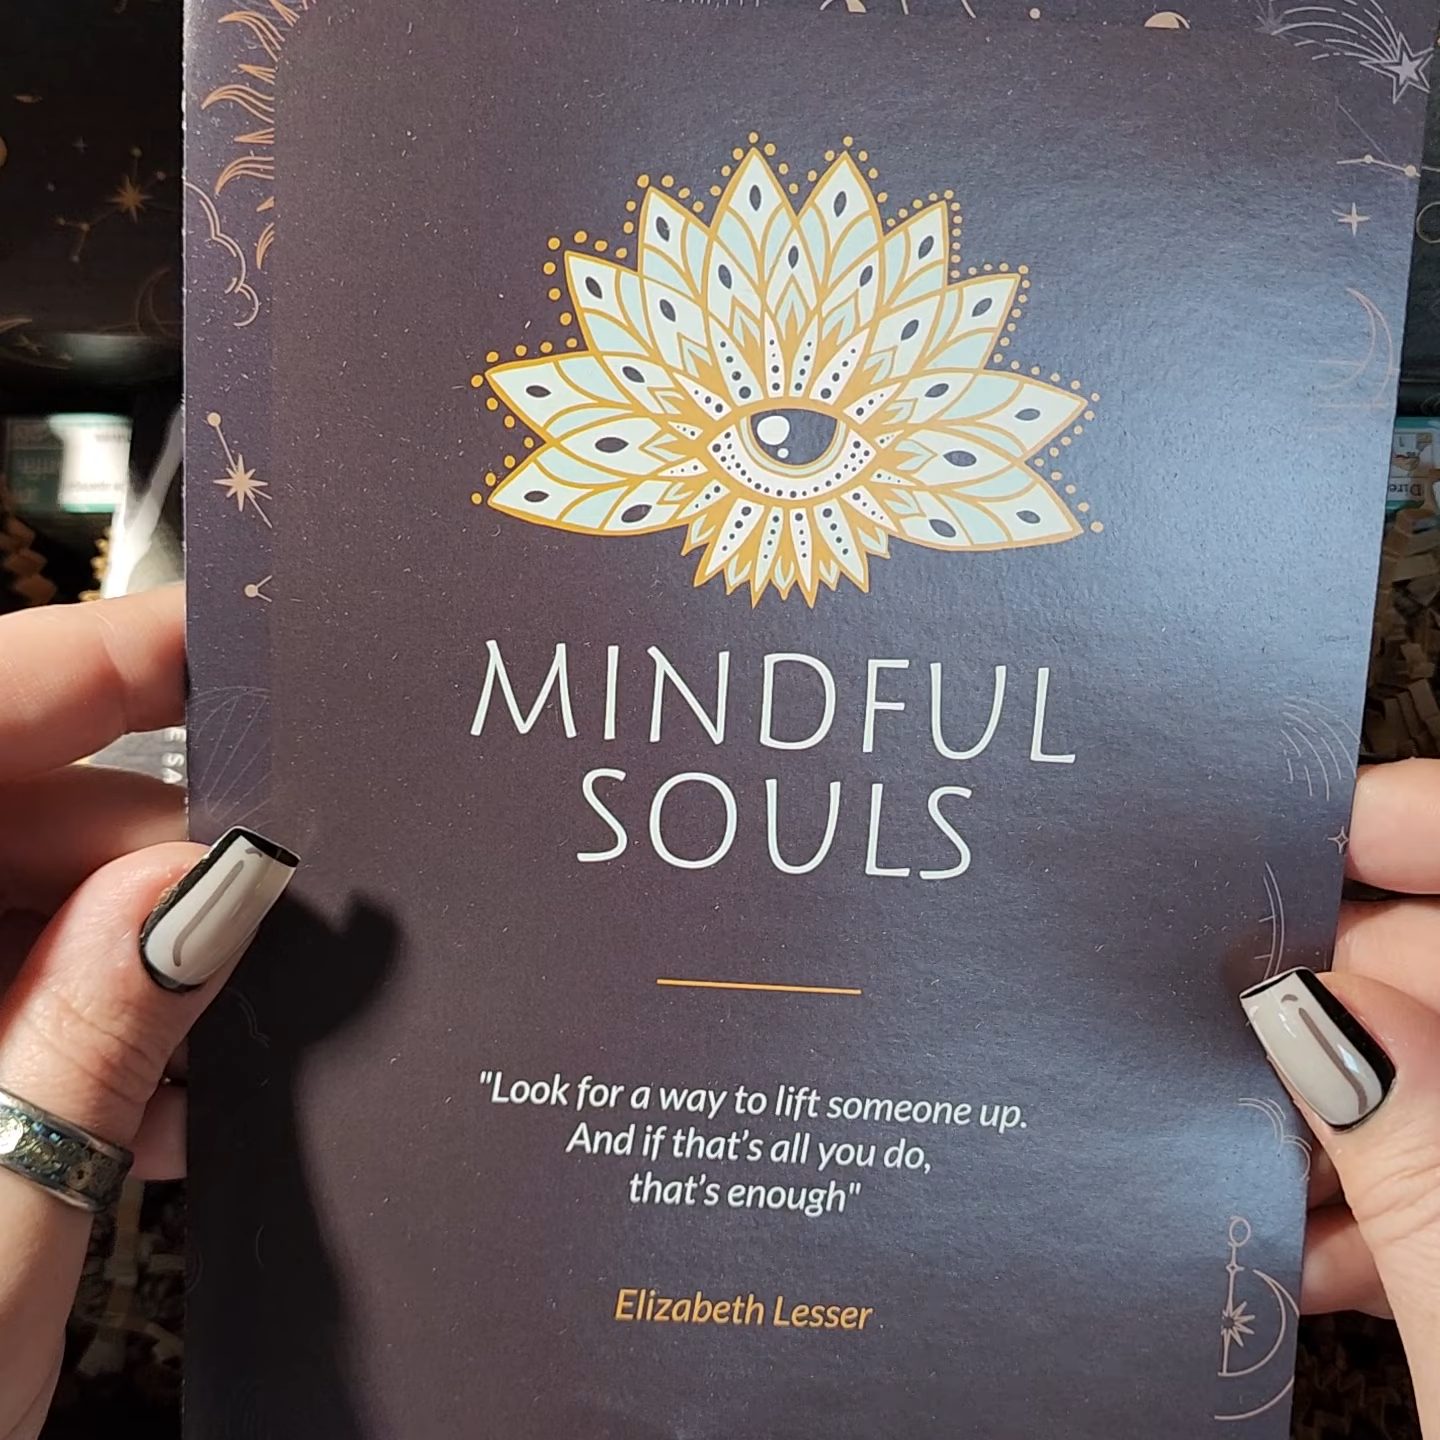 MINDFUL
SOULS
"Look for a way to lift someone up.
And if that's all you do,
that's enough"
Elizabeth Lesser